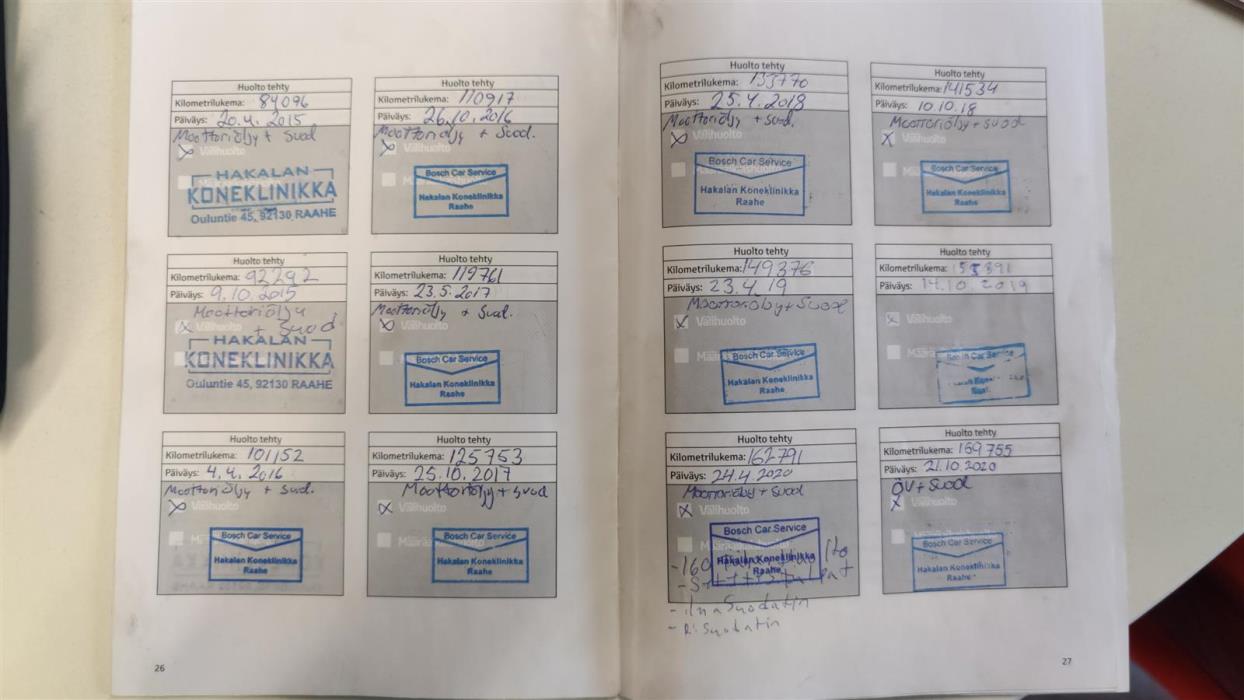 Huolto tehty
Kilometrilukema: 84096
Päiväys: 20.4.2015
Moottoriöljy + Suod
Välihuolto
HAKALAN
KONEKLINIKKA
Ouluntie 45, 92130 RAAHE
Huolto tehty
Kilometrilukema: 92292
Päiväys: 9.10.2015
Moottoriöljy
+ Suod
Välihuolto
HAKALAN
KONEKLINIKKA
Ouluntie 45, 92130 RAAHE
Huolto tehty
Kilometrilukema: 101152
Päiväys: 4.4.2016
Moottoriöljy + Suod.
Välihuolto
Bosch Car Service
Hakalan Koneklinikka
Raahe
Huolto tehty
Kilometrilukema: 110917
Päiväys: 26.10.2016
Moottoriöljy + Suod.
Välihuolto
Bosch Car Service
Hakalan Koneklinikka
Raahe
Huolto tehty
Kilometrilukema: 119761
Päiväys: 23.5.2017
Moottoriöljy + Suod.
Välihuolto
Bosch Car Service
Hakalan Koneklinikka
Raahe
Huolto tehty
Kilometrilukema: 125753
Päiväys: 25.10.2017
Moottoriöljy + Suod
Välihuolto
Bosch Car Service
Hakalan Koneklinikka
Raahe
26
Huolto tehty
Kilometrilukema: 133770
Päiväys: 25.4.2018
Moottoriöljy + Suod.
Välihuolto
Bosch Car Service
Hakalan Koneklinikka
Raahe
Huolto tehty
Kilometrilukema: 149376
Päiväys: 23.4.19
Moottoriöljy + Suod
Välihuolto
Bosch Car Service
Hakalan Koneklinikka
Raahe
Huolto tehty
Kilometrilukema: 162791
Päiväys: 24.4.2020
Moottoriöljy + Suod
Välihuolto
Bosch Car Service
Hakalan Koneklinikka
Raahe
- ilmasuodatin
Huolto tehty
Kilometrilukema: 141534
Päiväys: 10.10.18
Moottoriöljy + suod
Välihuolto
Bosch Car Service
Hakalan Koneklinikka
Raahe
Huolto tehty
Kilometrilukema: 155391
Päiväys: 14.10.2019
Välihuolto
Huolto tehty
Kilometrilukema: 169755
Päiväys: 21.10.2020
ÖV + Suod
Välihuolto
Bosch Car Service
Hakalan Koneklinikka
Raahe
27